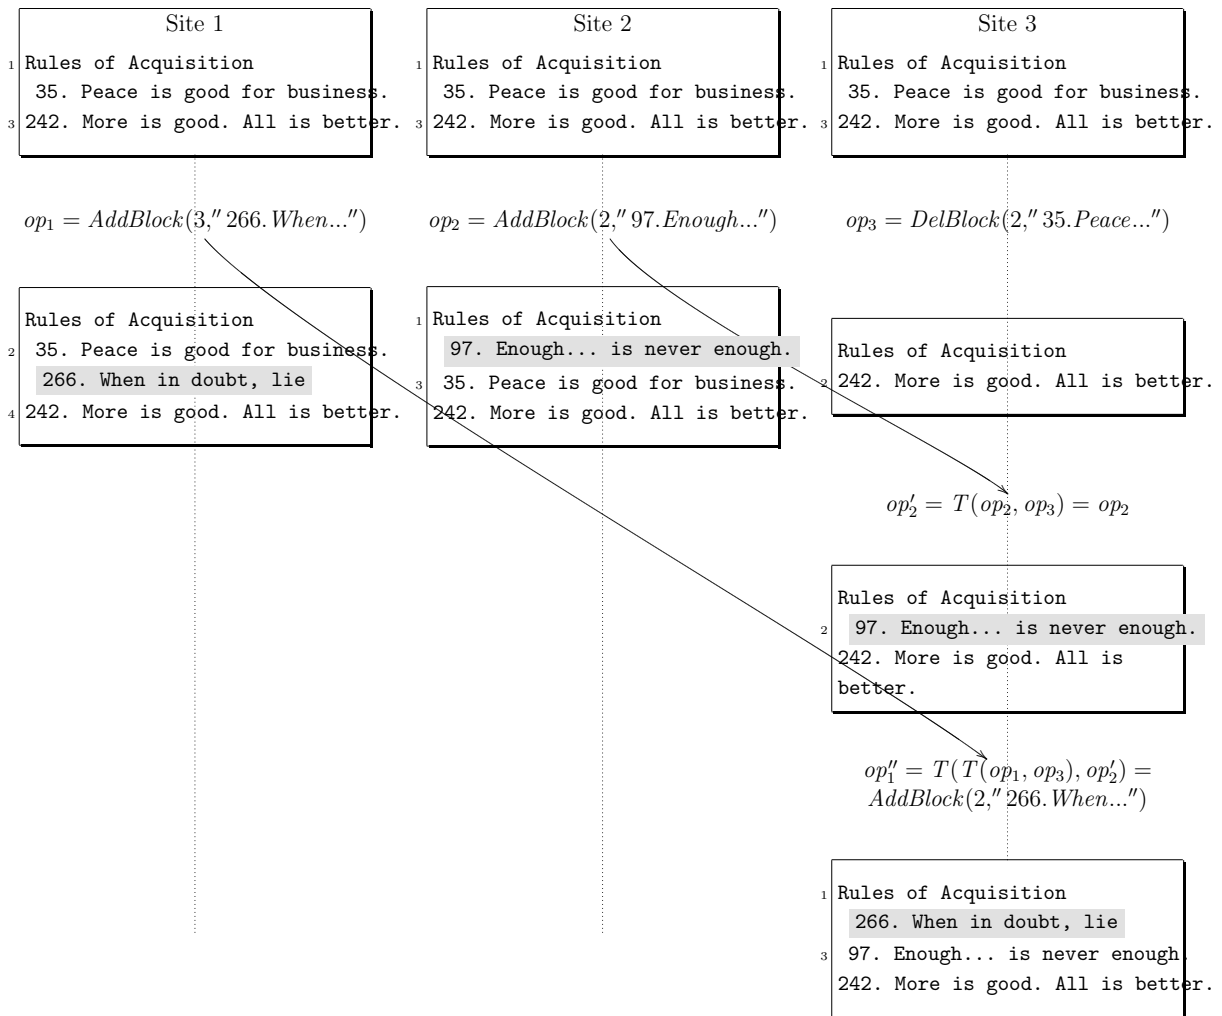 Site 1
1 Rules of Acquisition
35. Peace is good for business.
3 242. More is good. All is better.
Site 2
1 Rules of Acquisition
35. Peace is good for business.
3 242. More is good. All is better.
Site 3
1 Rules of Acquisition
35. Peace is good for business.
3 242. More is good. All is better.
op₁ = AddBlock(3,″ 266.When...″)
op₂ = AddBlock(2,″ 97.Enough...″)
op₃ = DelBlock(2,″ 35.Peace...″)
Rules of Acquisition
2 35. Peace is good for business.
266. When in doubt, lie
4 242. More is good. All is better.
1 Rules of Acquisition
97. Enough... is never enough.
3 35. Peace is good for business.
242. More is good. All is better.
Rules of Acquisition
2 242. More is good. All is better.
op′₂ = T(op₂, op₃) = op₂
Rules of Acquisition
2 97. Enough... is never enough.
242. More is good. All is
better.
op″₁ = T(T(op₁, op₃), op′₂) =
AddBlock(2,″ 266.When...″)
1 Rules of Acquisition
266. When in doubt, lie
3 97. Enough... is never enough.
242. More is good. All is better.